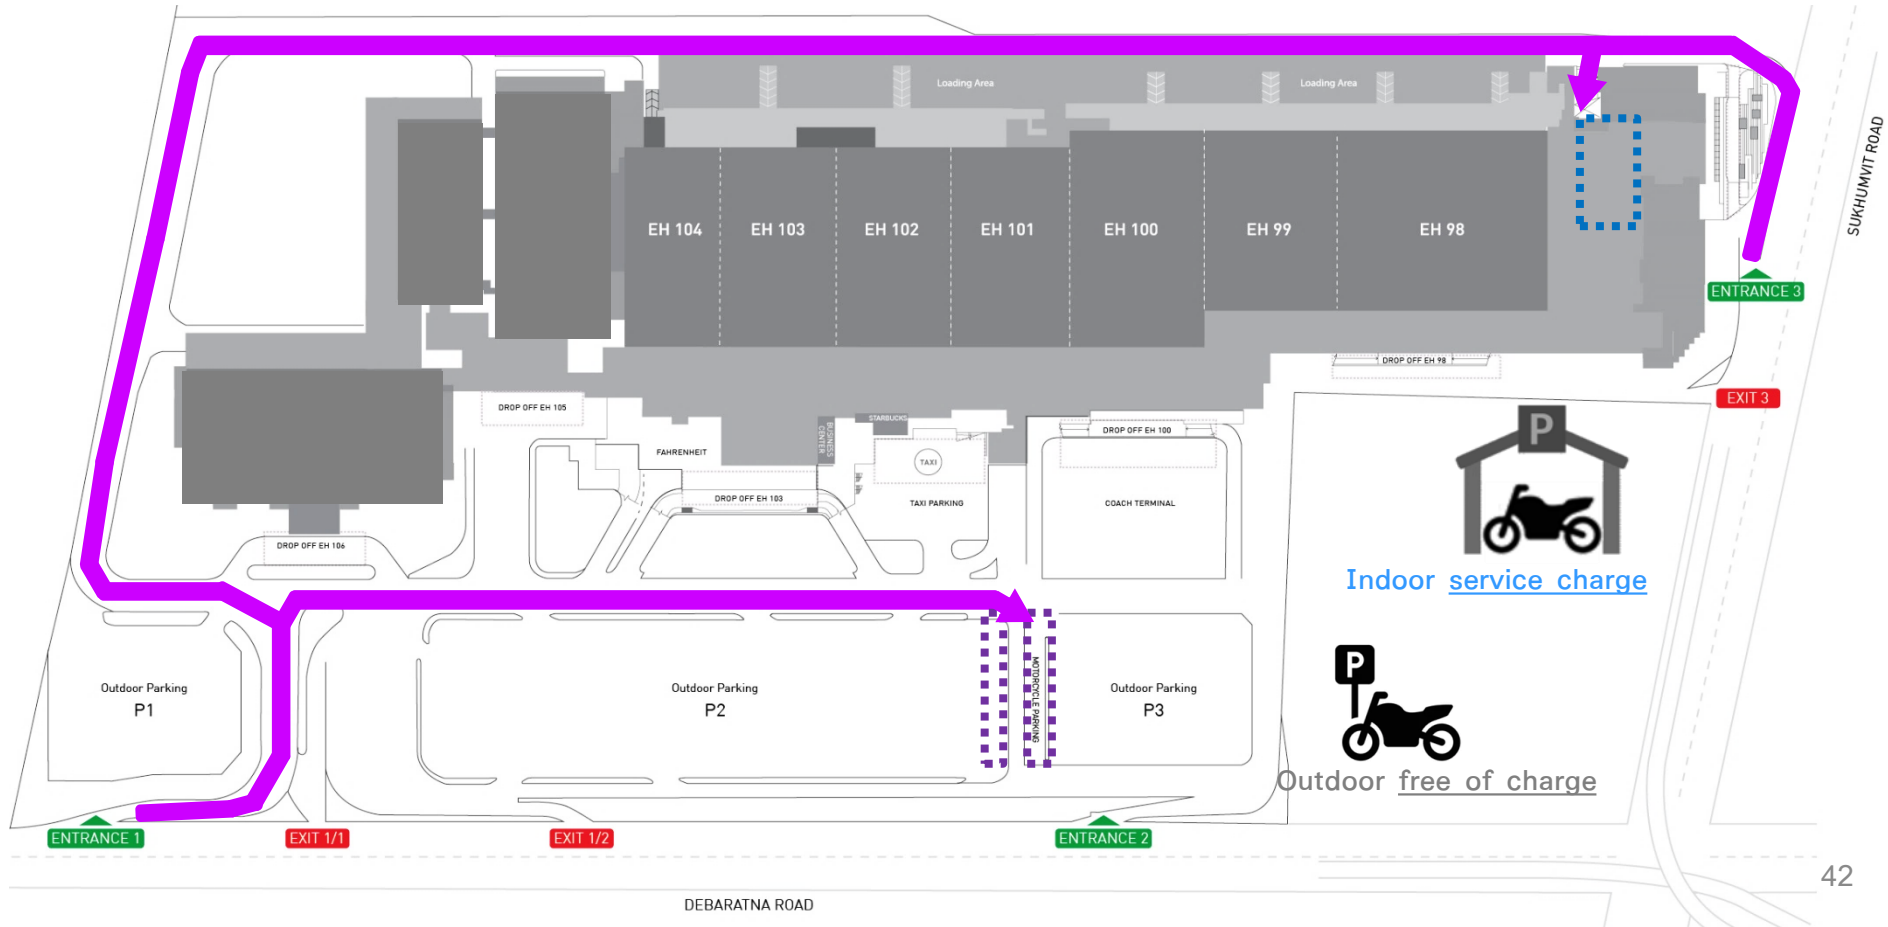 Loading Area
Loading Area
SUKHUMVIT ROAD
EH 104
EH 103
EH 102
EH 101
EH 100
EH 99
EH 98
ENTRANCE 3
DROP OFF EH 98
EXIT 3
DROP OFF EH 105
STARBUCKS
BUSINESS
CENTER
DROP OFF EH 100
P
FAHRENHEIT
TAXI
DROP OFF EH 103
TAXI PARKING
COACH TERMINAL
DROP OFF EH 106
Indoor service charge
MOTORCYCLE PARKING
P
Outdoor Parking
P1
Outdoor Parking
P2
Outdoor Parking
P3
Outdoor free of charge
ENTRANCE 1
EXIT 1/1
EXIT 1/2
ENTRANCE 2
42
DEBARATNA ROAD